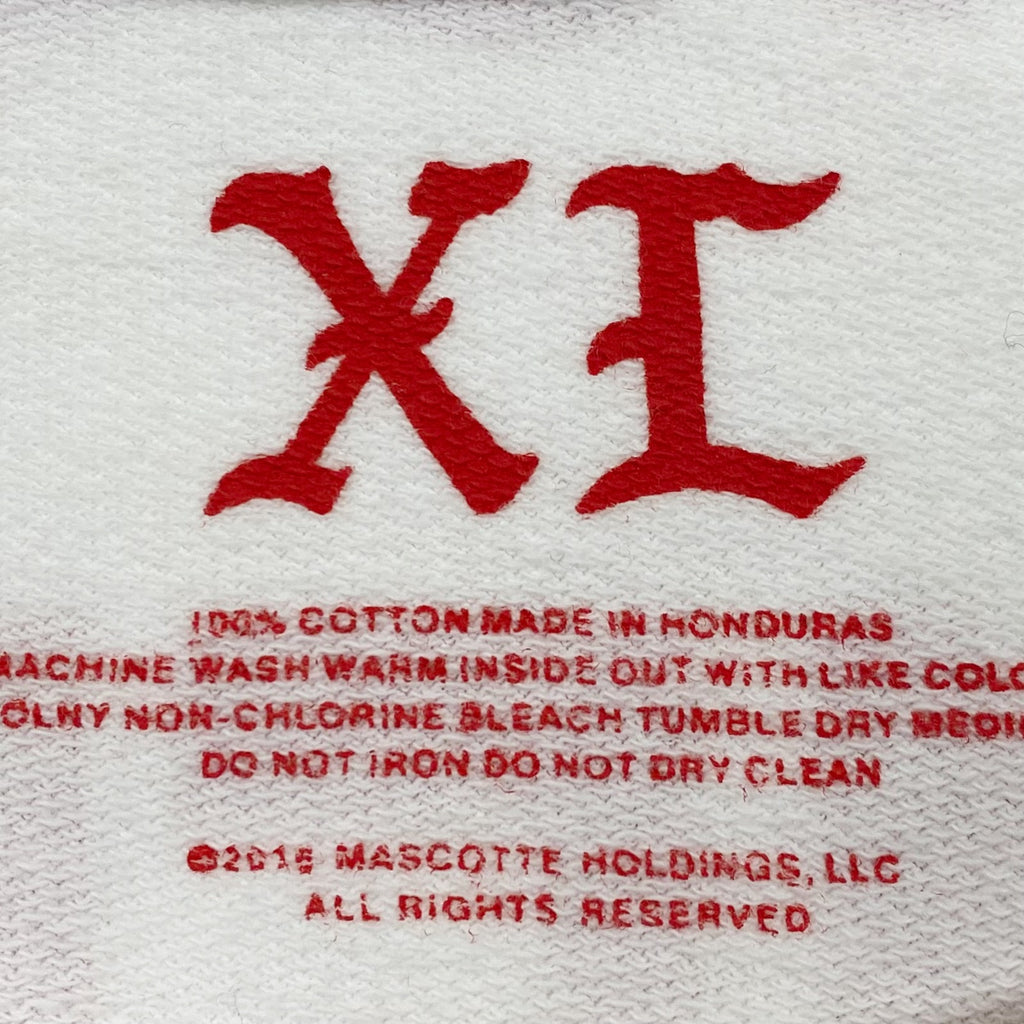 XL
100% COTTON MADE IN HONDURAS
MACHINE WASH WARM INSIDE OUT WITH LIKE COLO
OLNY NON-CHLORINE BLEACH TUMBLE DRY MEDI
DO NOT IRON DO NOT DRY CLEAN
©2016 MASCOTTE HOLDINGS, LLC
ALL RIGHTS RESERVED